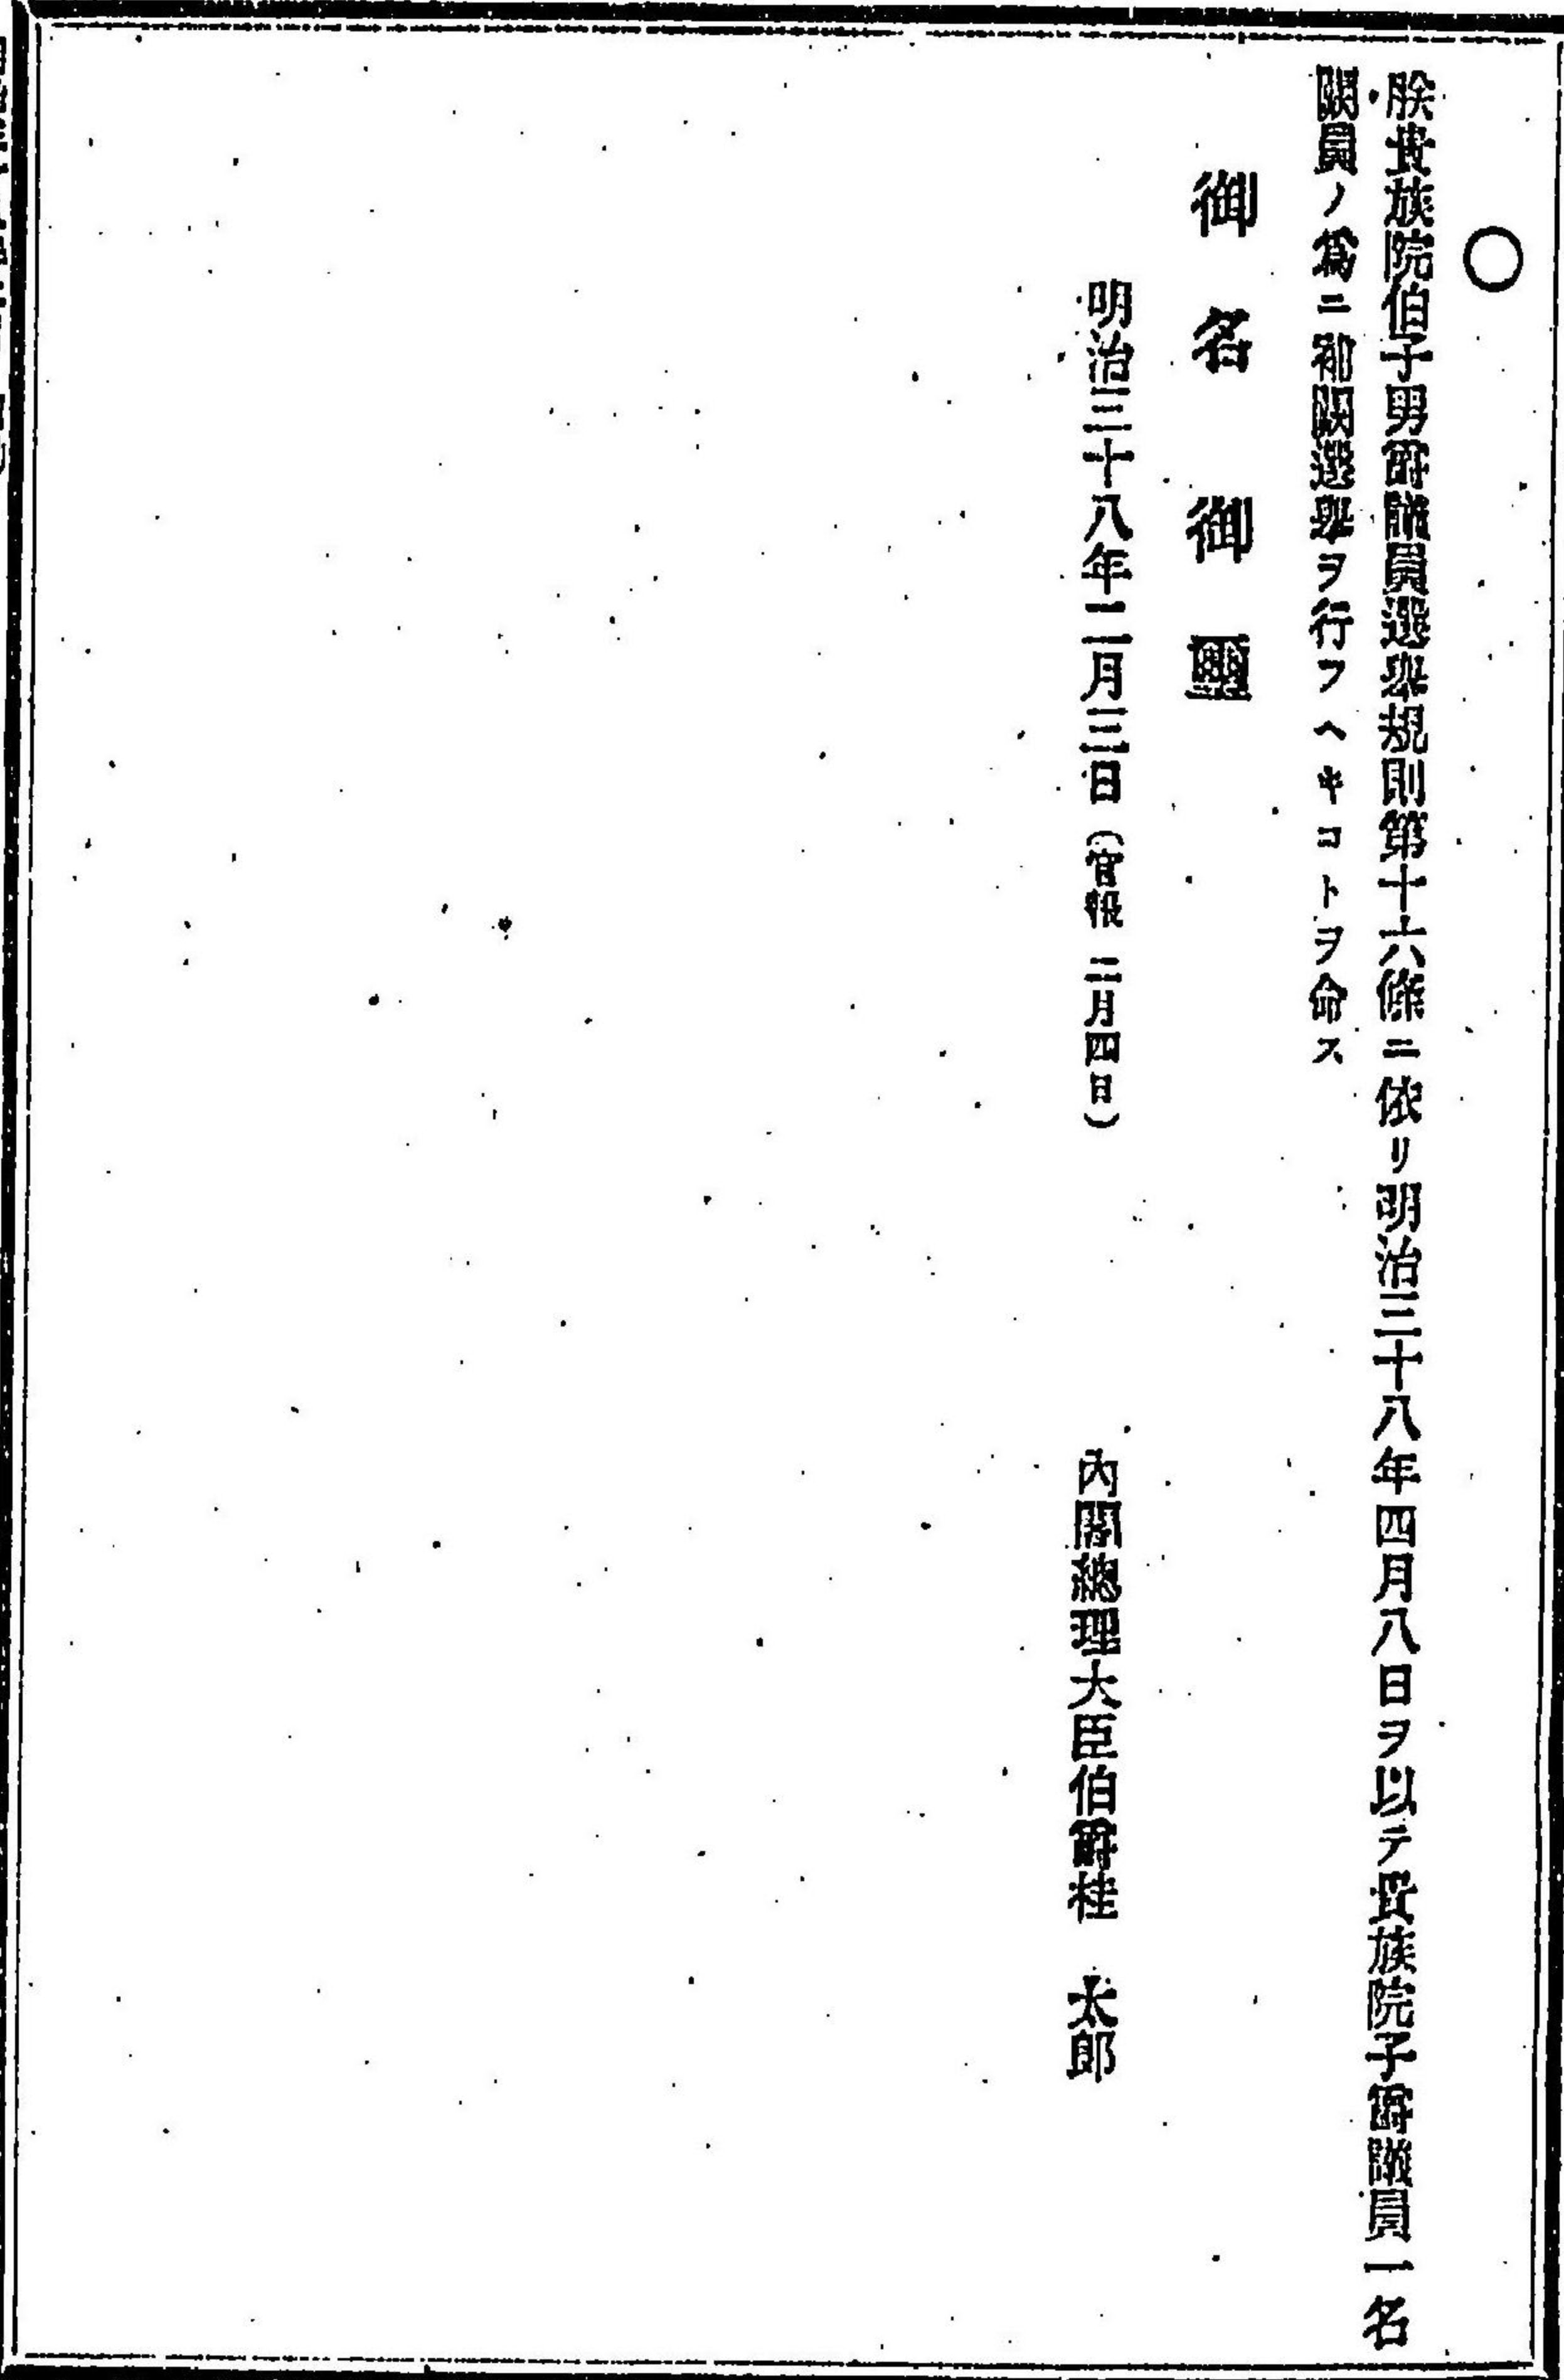 〇
朕貴族院伯子男爵議員選擧規則第十六條ニ依リ明治三十八年四月八日ヲ以テ貴族院子爵議員一名
闕員ノ爲ニ補闕選擧ヲ行フヘキコトヲ命ス
御名御璽
明治三十八年二月三日（官報 二月四日）
內閣總理大臣伯爵桂 太郎